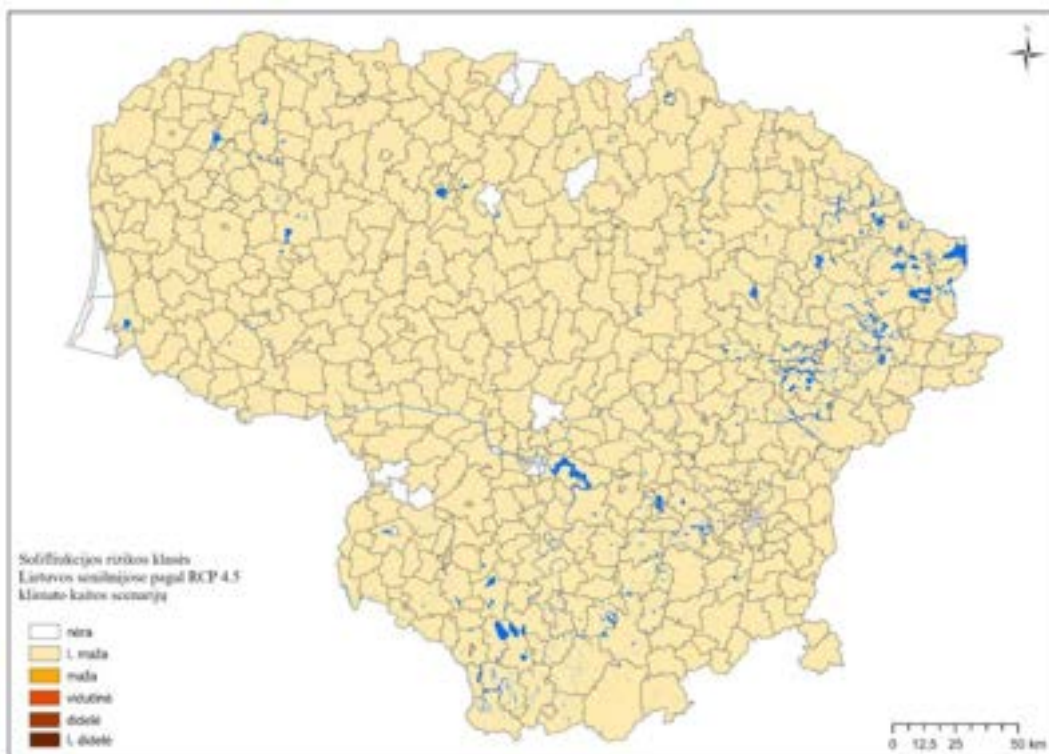 Solifliukcijos rizikos klasės
Lietuvos seniūnijose pagal RCP 4.5
klimato kaitos scenarijų
nėra
l. maža
maža
vidutinė
didelė
l. didelė
0 12,5 25 50 km